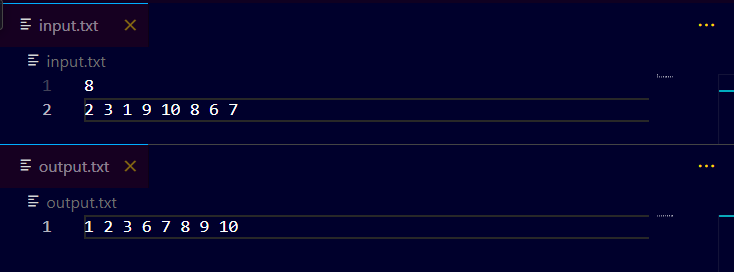 input.txt ×
...
input.txt
1 8
2 2 3 1 9 10 8 6 7
output.txt ×
...
output.txt
1 1 2 3 6 7 8 9 10